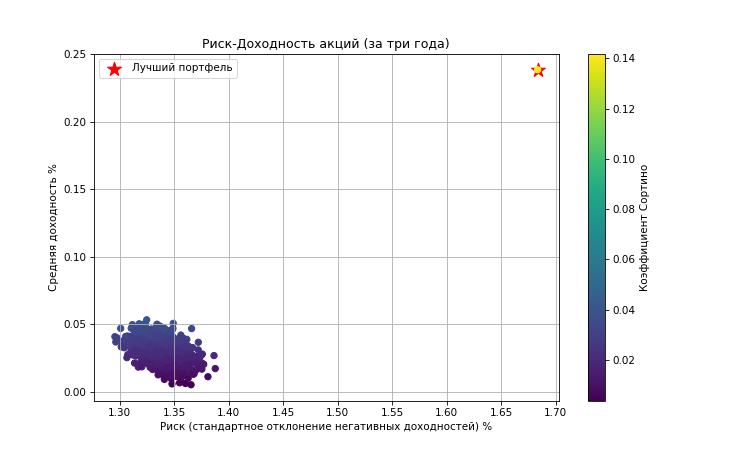 Риск-Доходность акций (за три года)
Лучший портфель
0.25
0.20
0.15
0.10
0.05
0.00
Средняя доходность %
1.30 1.35 1.40 1.45 1.50 1.55 1.60 1.65 1.70
Риск (стандартное отклонение негативных доходностей) %
0.14
0.12
0.10
0.08
0.06
0.04
0.02
Коэффициент Сортино